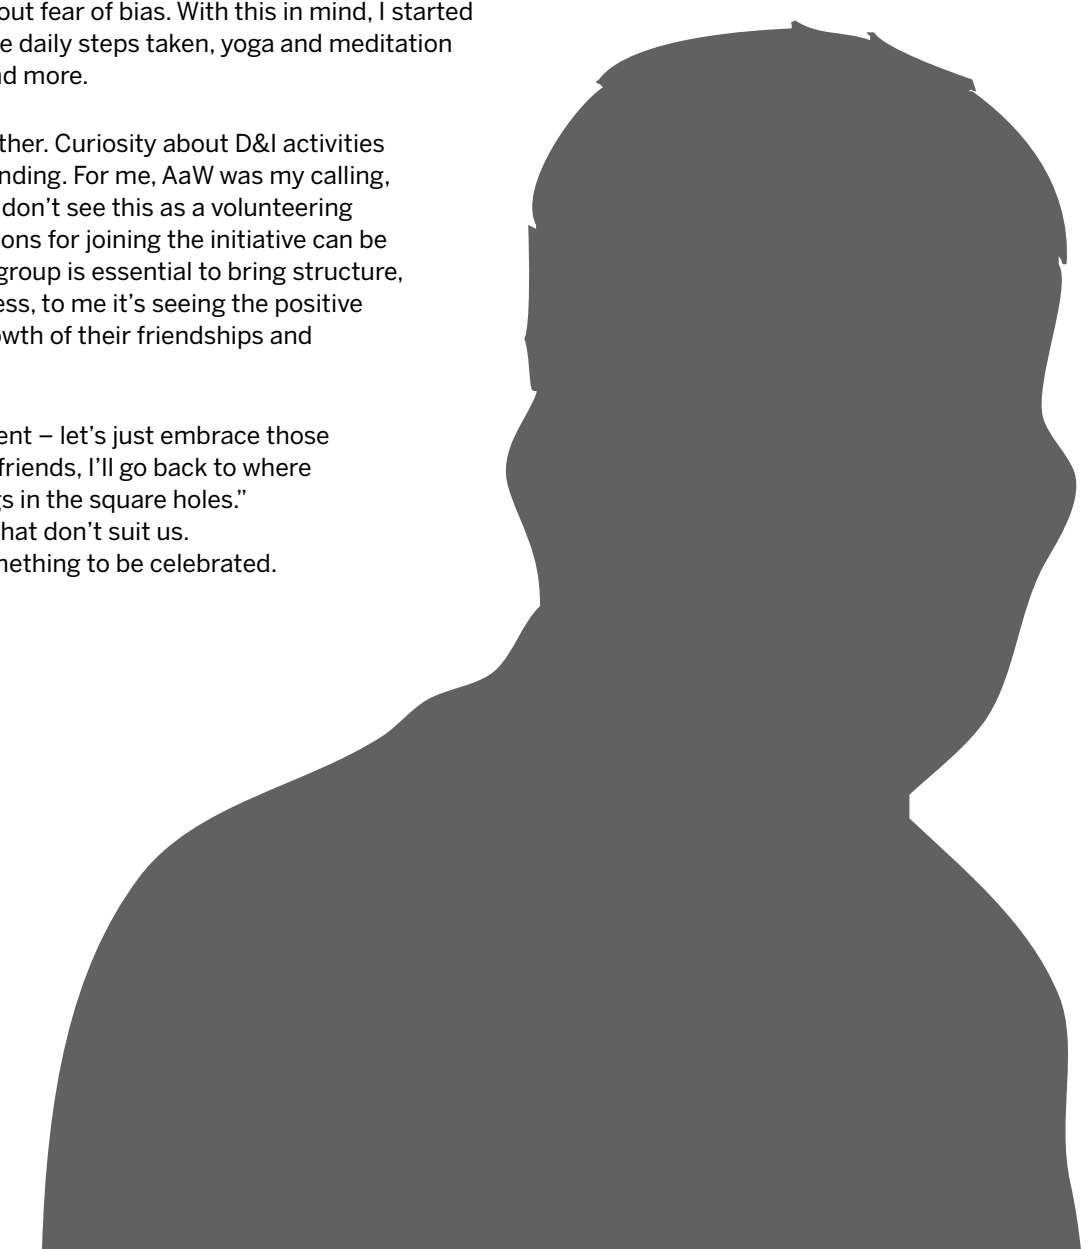 out fear of bias. With this in mind, I started
e daily steps taken, yoga and meditation
nd more.
ther. Curiosity about D&I activities
nding. For me, AaW was my calling,
don’t see this as a volunteering
ons for joining the initiative can be
group is essential to bring structure,
ess, to me it’s seeing the positive
owth of their friendships and
ent – let’s just embrace those
friends, I’ll go back to where
gs in the square holes.”
hat don’t suit us.
mething to be celebrated.